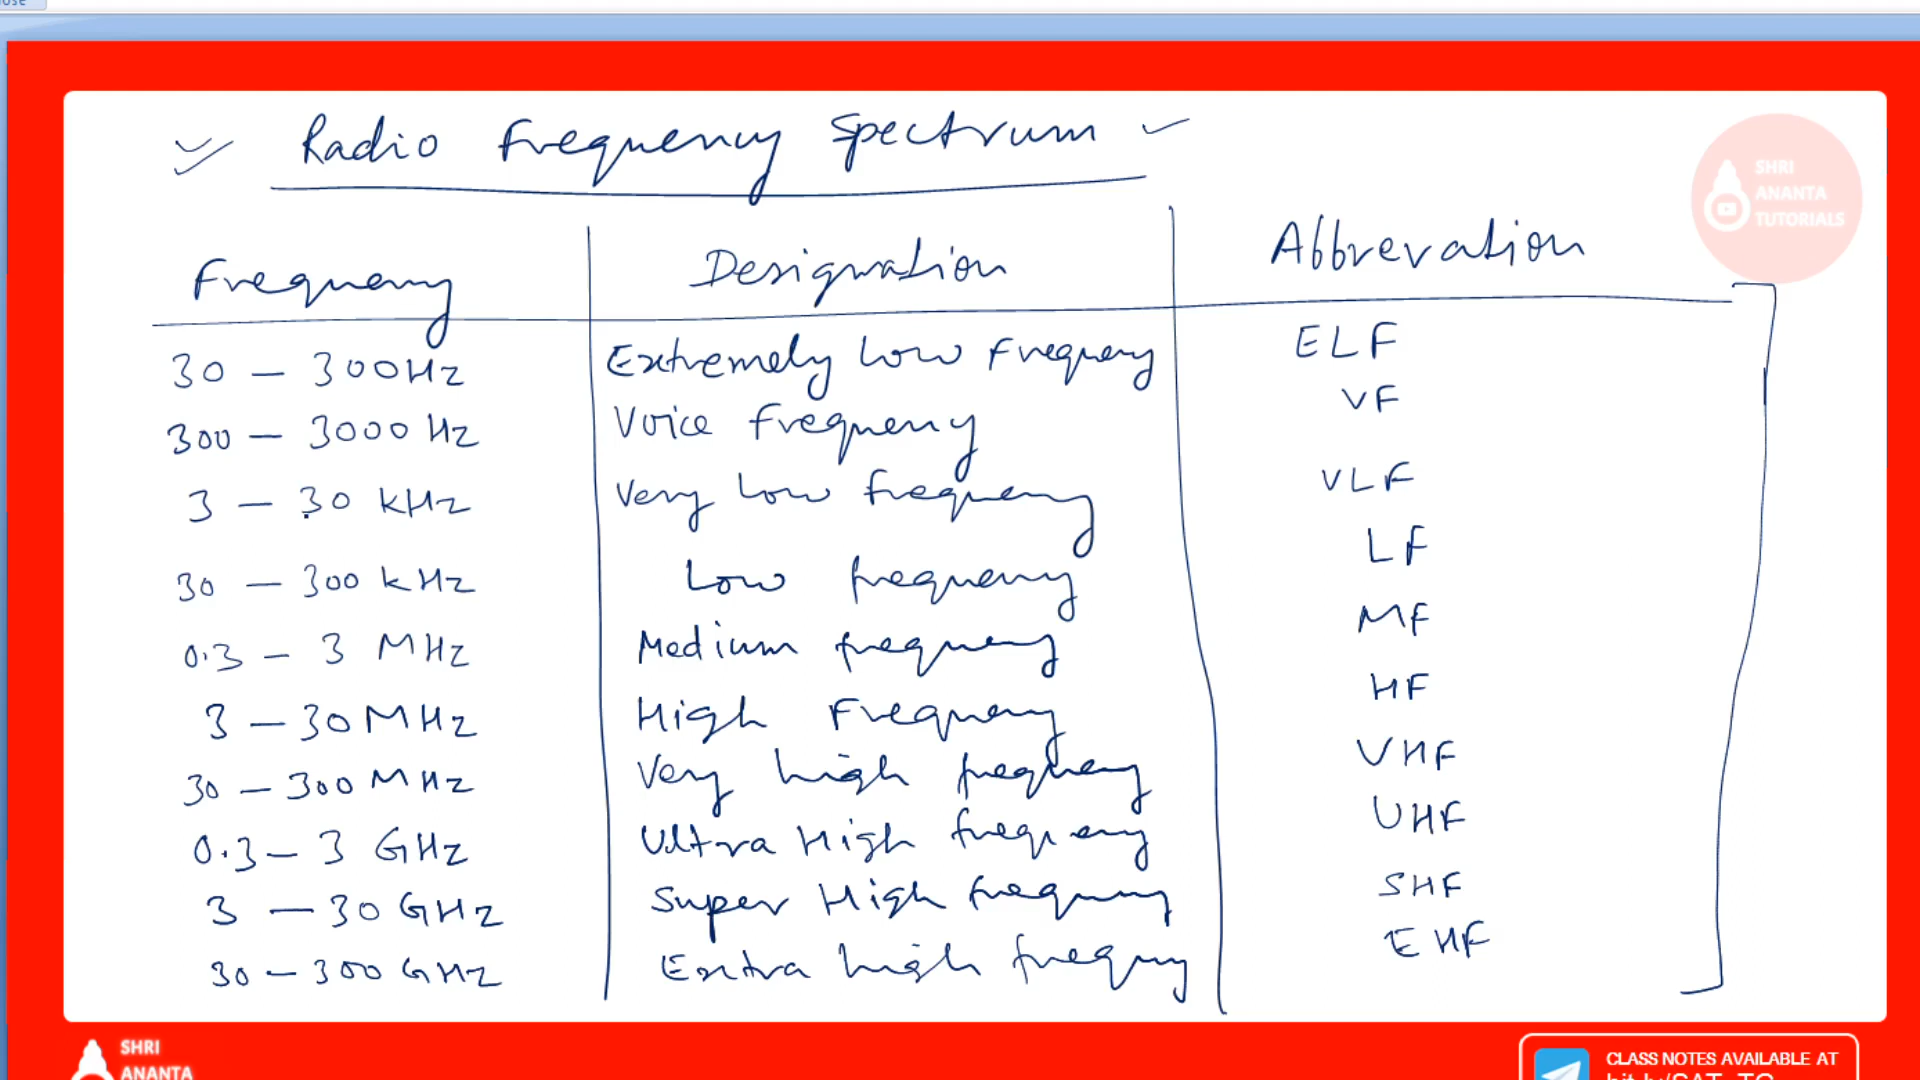 Radio Frequency Spectrum
SHRI
ANANTA
TUTORIALS
Frequency Designation Abbrevation
30 – 300Hz Extremely Low Frequency ELF
300 – 3000 Hz Voice Frequency VF
3 – 30 kHz Very Low frequency VLF
30 – 300 kHz Low frequency LF
0.3 – 3 MHz Medium frequency MF
3 – 30 MHz High Frequency HF
30 – 300 MHz Very high frequency VHF
0.3 – 3 GHz Ultra High frequency UHF
3 – 30 GHz Super High frequency SHF
30 – 300 GHz Extra high frequency EHF
SHRI
ANANTA
CLASS NOTES AVAILABLE AT